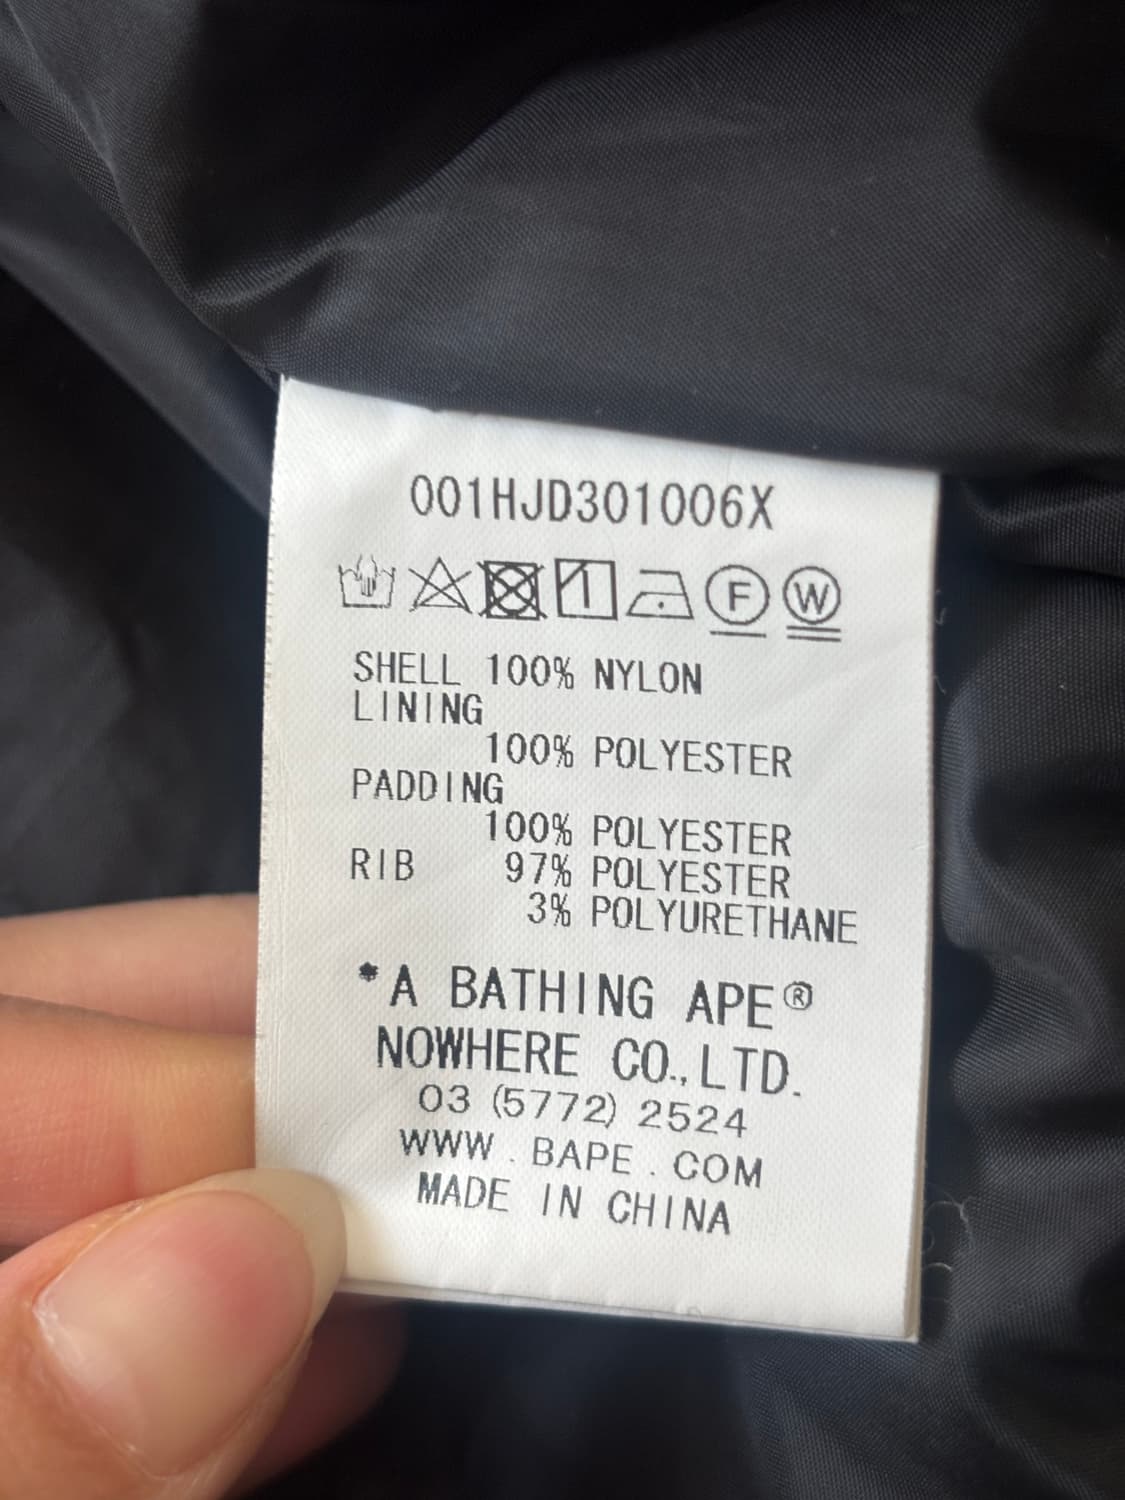 001HJD301006X
F W
SHELL 100% NYLON
LINING
100% POLYESTER
PADDING
100% POLYESTER
RIB 97% POLYESTER
3% POLYURETHANE
*A BATHING APE®
NOWHERE CO.,LTD.
03 (5772) 2524
WWW . BAPE . COM
MADE IN CHINA